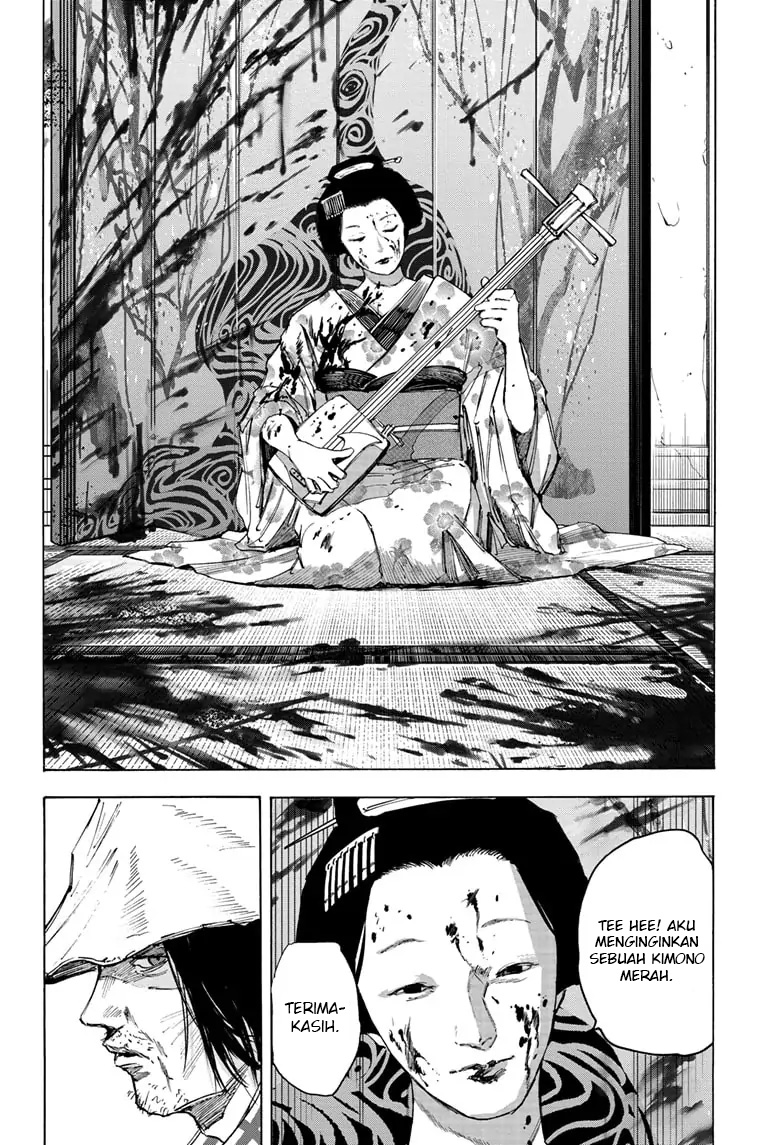 TEE HEE! AKU
MENGINGINKAN
SEBUAH KIMONO
MERAH.
TERIMA-
KASIH.